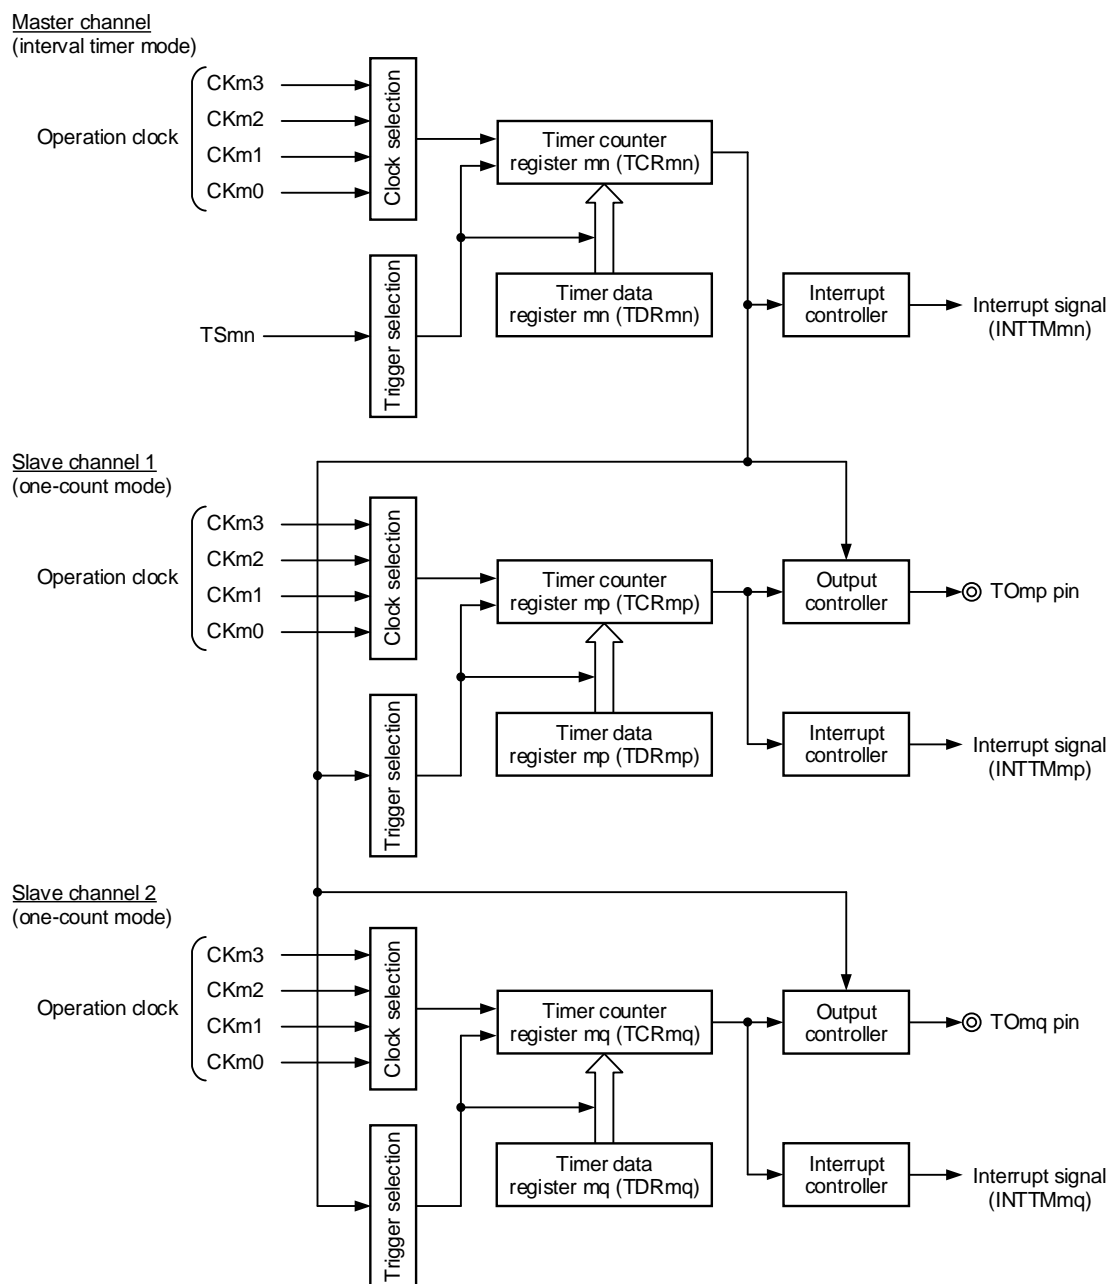 Master channel
(interval timer mode)
Operation clock
CKm3
CKm2
CKm1
CKm0
Clock selection
Timer counter
register mn (TCRmn)
TSmn
Trigger selection
Timer data
register mn (TDRmn)
Interrupt
controller
Interrupt signal
(INTTMmn)
Slave channel 1
(one-count mode)
Operation clock
CKm3
CKm2
CKm1
CKm0
Clock selection
Timer counter
register mp (TCRmp)
Output
controller
TOmp pin
Trigger selection
Timer data
register mp (TDRmp)
Interrupt
controller
Interrupt signal
(INTTMmp)
Slave channel 2
(one-count mode)
Operation clock
CKm3
CKm2
CKm1
CKm0
Clock selection
Timer counter
register mq (TCRmq)
Output
controller
TOmq pin
Trigger selection
Timer data
register mq (TDRmq)
Interrupt
controller
Interrupt signal
(INTTMmq)